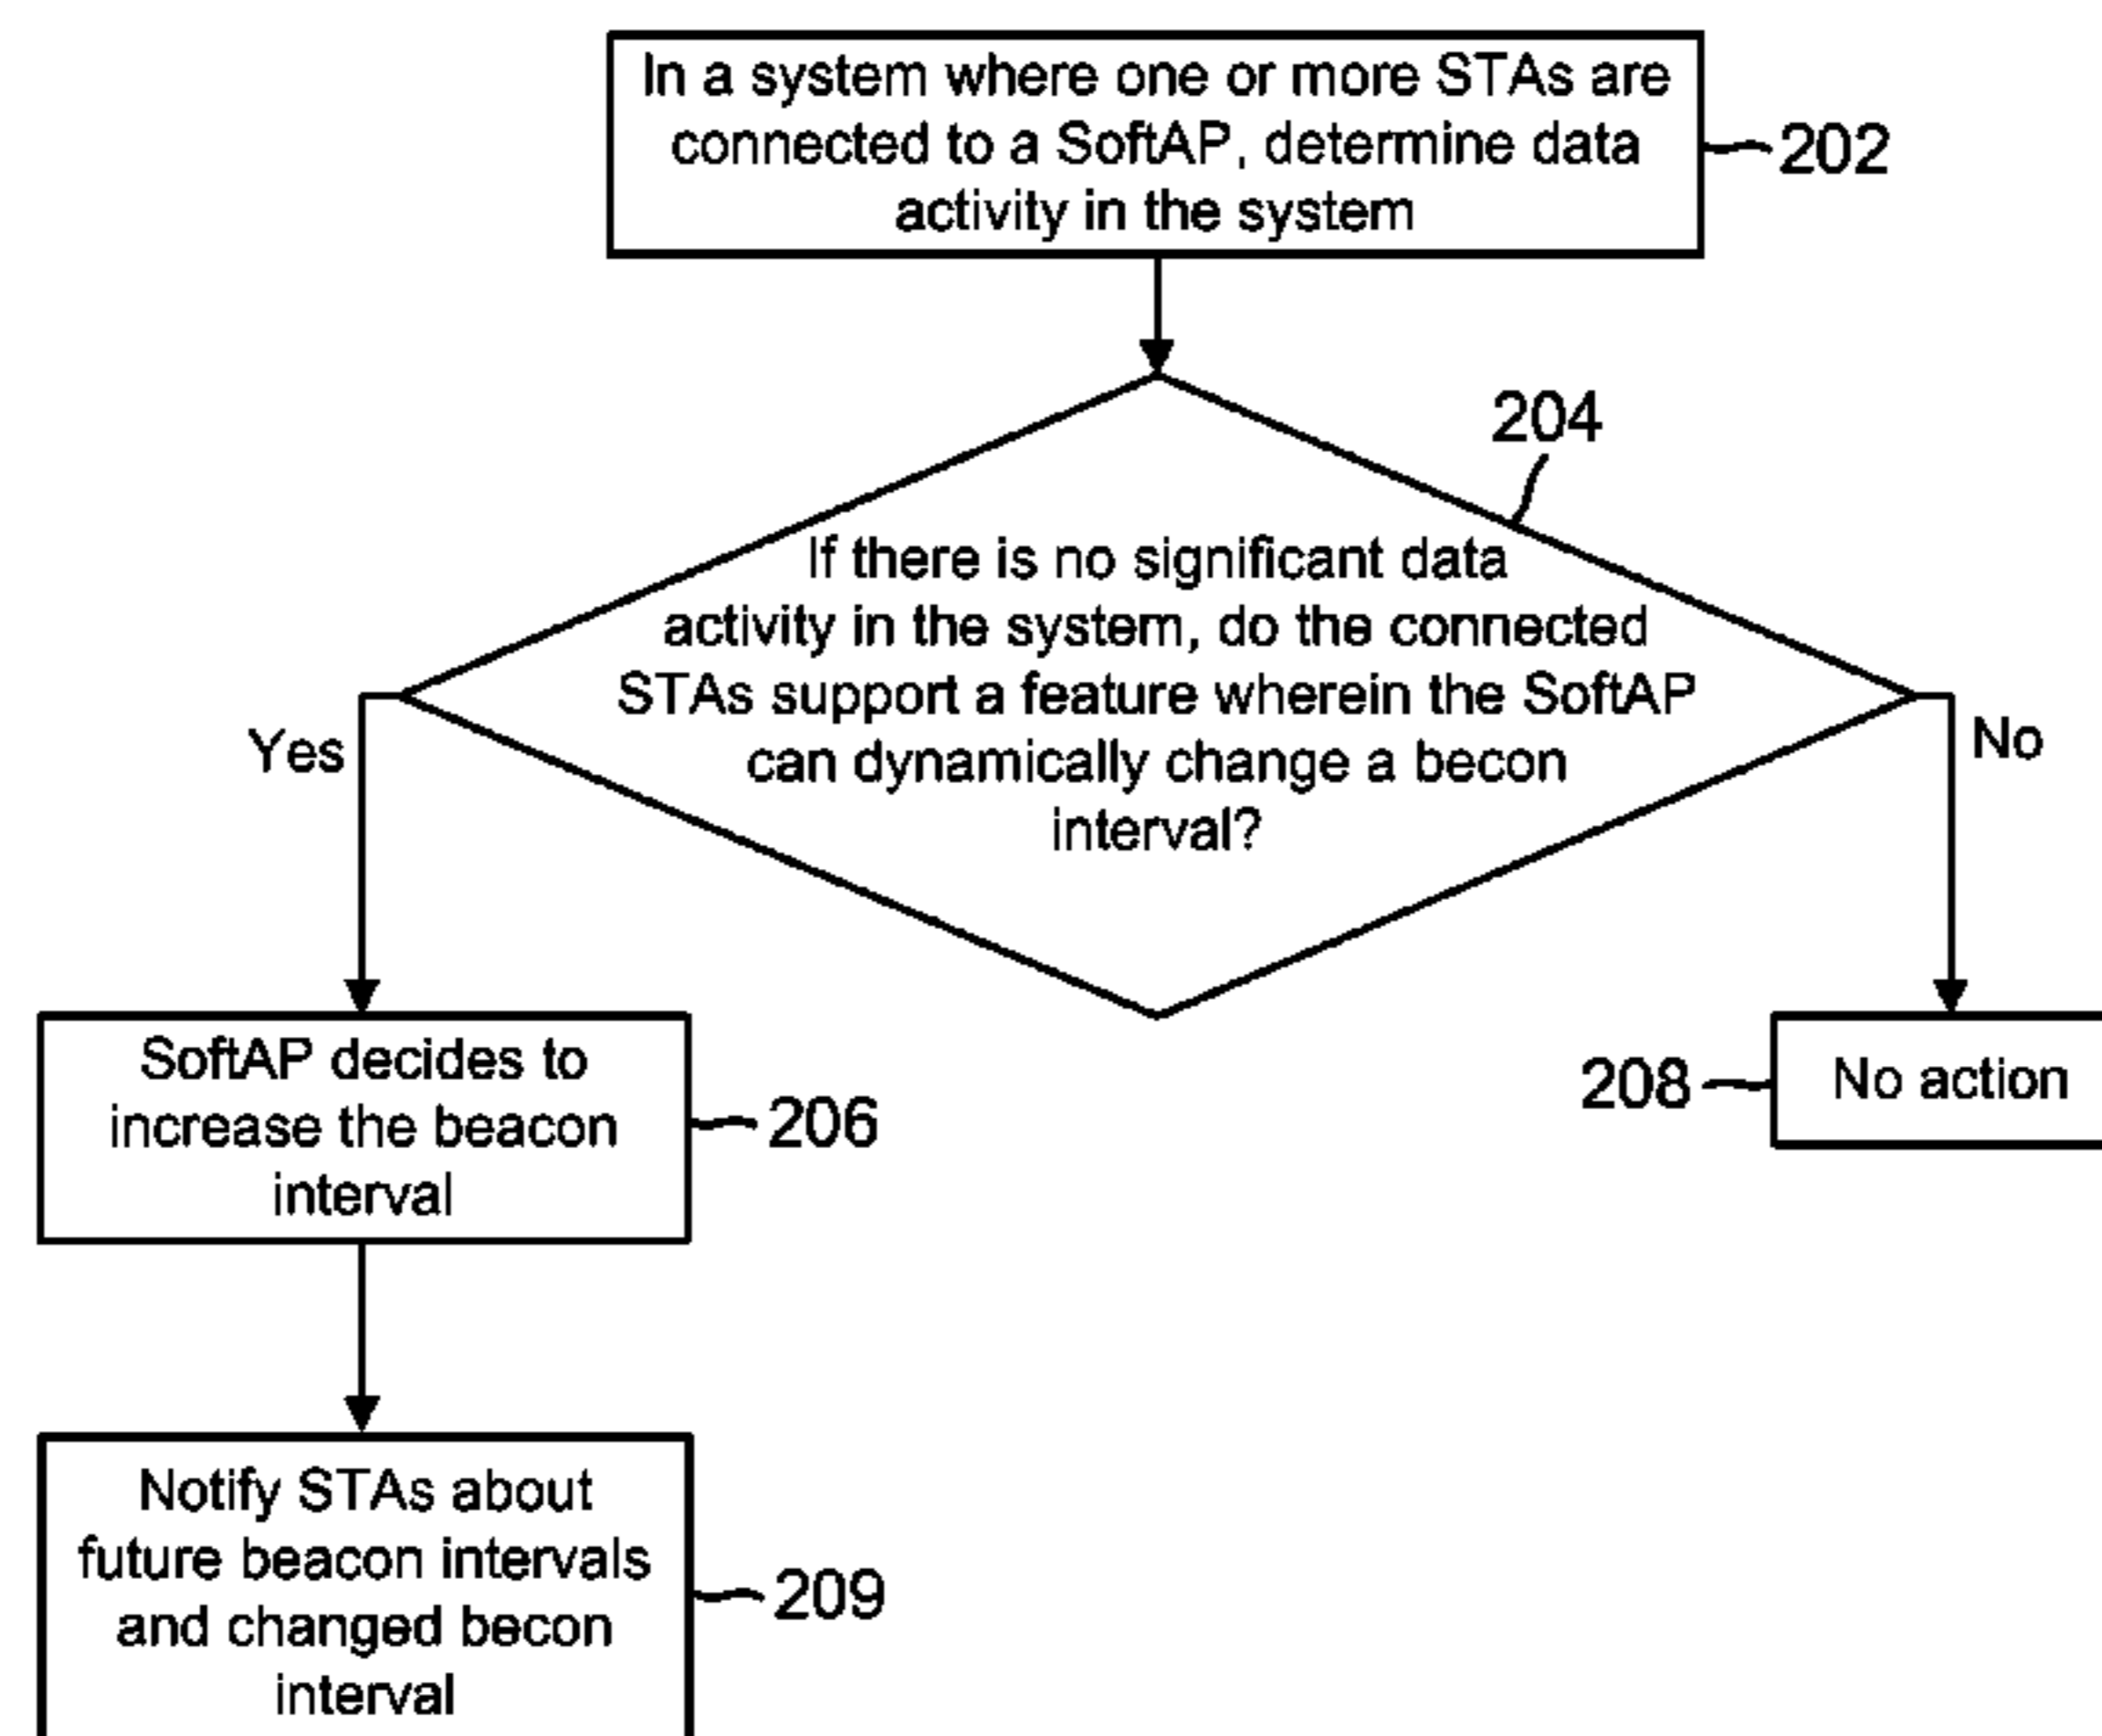 In a system where one or more STAs are
connected to a SoftAP, determine data
activity in the system
202
204
If there is no significant data
activity in the system, do the connected
STAs support a feature wherein the SoftAP
can dynamically change a becon
interval?
Yes
No
SoftAP decides to
increase the beacon
interval
206
208
No action
Notify STAs about
future beacon intervals
and changed becon
interval
209